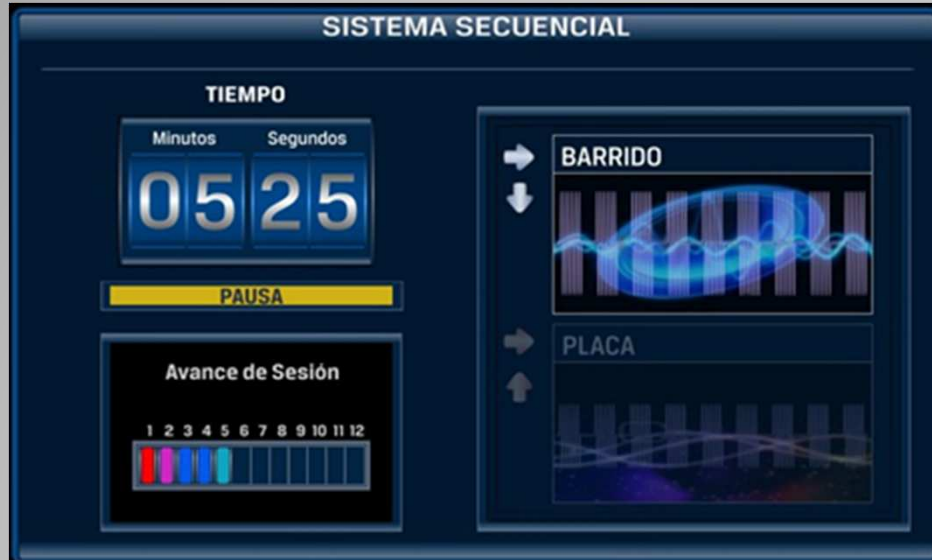 SISTEMA SECUENCIAL
TIEMPO
Minutos Segundos
05 25
PAUSA
Avance de Sesión
1 2 3 4 5 6 7 8 9 10 11 12
BARRIDO
PLACA